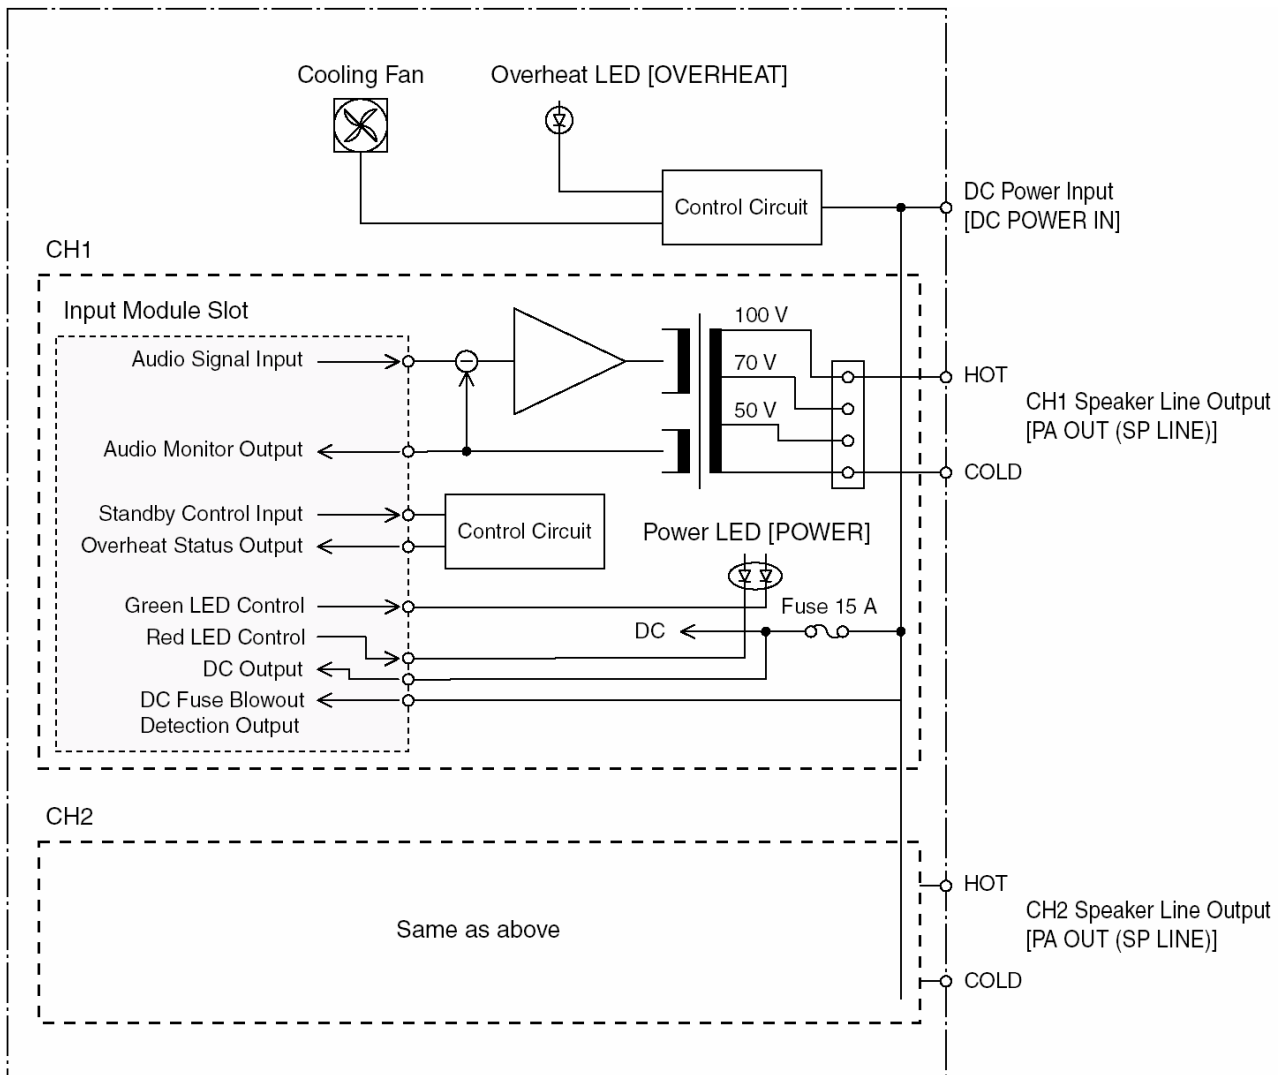 Cooling Fan
Overheat LED [OVERHEAT]
Control Circuit
DC Power Input
[DC POWER IN]
CH1
Input Module Slot
Audio Signal Input
Audio Monitor Output
Standby Control Input
Overheat Status Output
Green LED Control
Red LED Control
DC Output
DC Fuse Blowout
Detection Output
Control Circuit
100 V
70 V
50 V
Power LED [POWER]
Fuse 15 A
DC
HOT
CH1 Speaker Line Output
[PA OUT (SP LINE)]
COLD
CH2
Same as above
HOT
CH2 Speaker Line Output
[PA OUT (SP LINE)]
COLD